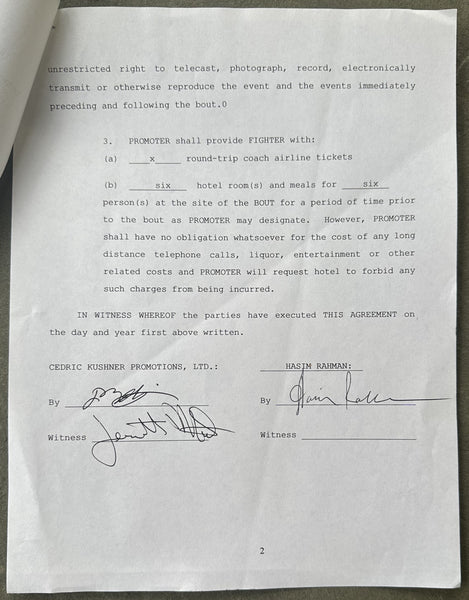 unrestricted right to telecast, photograph, record, electronically
transmit or otherwise reproduce the event and the events immediately
preceding and following the bout.0
3. PROMOTER shall provide FIGHTER with:
(a) x round-trip coach airline tickets
(b) six hotel room(s) and meals for six
person(s) at the site of the BOUT for a period of time prior
to the bout as PROMOTER may designate. However, PROMOTER
shall have no obligation whatsoever for the cost of any long
distance telephone calls, liquor, entertainment or other
related costs and PROMOTER will request hotel to forbid any
such charges from being incurred.
IN WITNESS WHEREOF the parties have executed THIS AGREEMENT on
the day and year first above written.
CEDRIC KUSHNER PROMOTIONS, LTD.: HASIM RAHMAN:
By By
Witness Witness
2